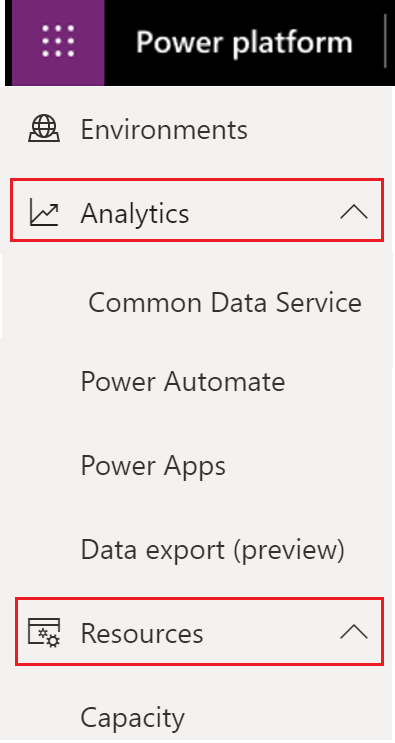 Power platform
Environments
Analytics
Common Data Service
Power Automate
Power Apps
Data export (preview)
Resources
Capacity